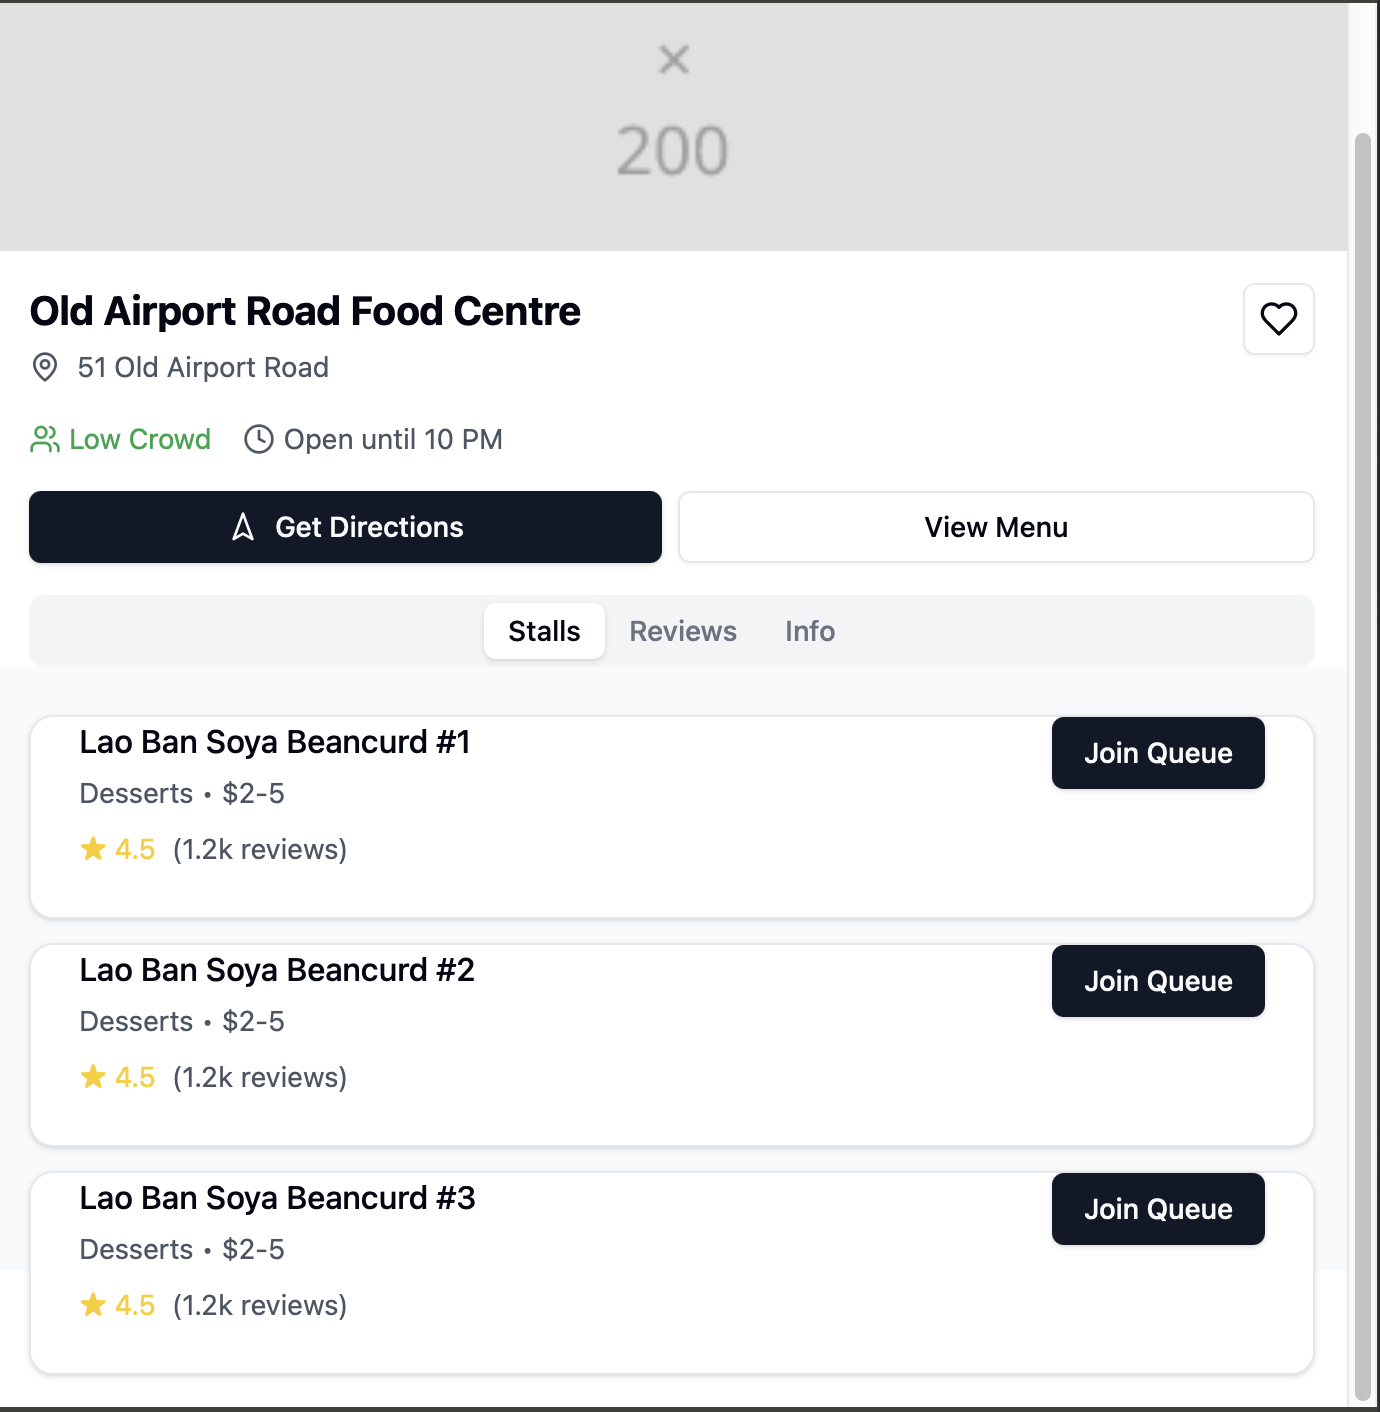 ×
200
Old Airport Road Food Centre
51 Old Airport Road
Low Crowd Open until 10 PM
Get Directions View Menu
Stalls Reviews Info
Lao Ban Soya Beancurd #1 Join Queue
Desserts • $2-5
4.5 (1.2k reviews)
Lao Ban Soya Beancurd #2 Join Queue
Desserts • $2-5
4.5 (1.2k reviews)
Lao Ban Soya Beancurd #3 Join Queue
Desserts • $2-5
4.5 (1.2k reviews)